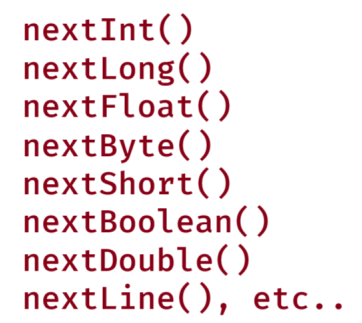 nextInt()
nextLong()
nextFloat()
nextByte()
nextShort()
nextBoolean()
nextDouble()
nextLine(), etc..